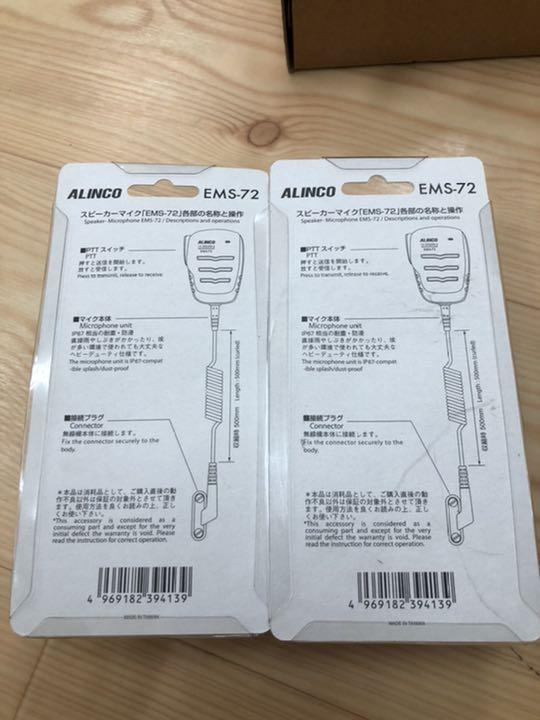 ALINCO EMS-72
スピーカーマイク「EMS-72」各部の名称と操作
Speaker- Microphone EMS-72 / Descriptions and operations
■PTT スイッチ
PTT
押すと送信を開始します。
放すと受信します。
Press to transmit, release to receive.
ALINCO
■マイク本体
Microphone unit
IP67 相当の耐塵・防浸
直接雨やしぶきがかかったり、埃
が多い環境で使われても大丈夫な
ヘビーデューティ仕様です。
The microphone unit is IP67-compat
-ible splash/dust-proof
収縮時 500mm Length : 500mm (curled)
■接続プラグ
Connector
無線機本体に接続します。
Fix the connector securely to the
body.
＊本品は消耗品として、ご購入直後の動
作不良以外は保証の対象外とさせて頂き
ます。使用方法を良くお読みの上、正し
くお使い下さい。
*This accessory is considered as a
consuming part and except for the very
initial defect the warranty is void. Please
read the instruction for correct operation.
4 969182 394139
MADE IN TAIWAN
ALINCO EMS-72
スピーカーマイク「EMS-72」各部の名称と操作
Speaker- Microphone EMS-72 / Descriptions and operations
■PTT スイッチ
PTT
押すと送信を開始します。
放すと受信します。
Press to transmit, release to receive.
ALINCO
■マイク本体
Microphone unit
IP67 相当の耐塵・防浸
直接雨やしぶきがかかったり、埃
が多い環境で使われても大丈夫な
ヘビーデューティ仕様です。
The microphone unit is IP67-compat
-ible splash/dust-proof
収縮時 500mm Length : 500mm (curled)
■接続プラグ
Connector
無線機本体に接続します。
Fix the connector securely to the
body.
＊本品は消耗品として、ご購入直後の動
作不良以外は保証の対象外とさせて頂き
ます。使用方法を良くお読みの上、正し
くお使い下さい。
*This accessory is considered as a
consuming part and except for the very
initial defect the warranty is void. Please
read the instruction for correct operation.
4 969182 394139
MADE IN TAIWAN